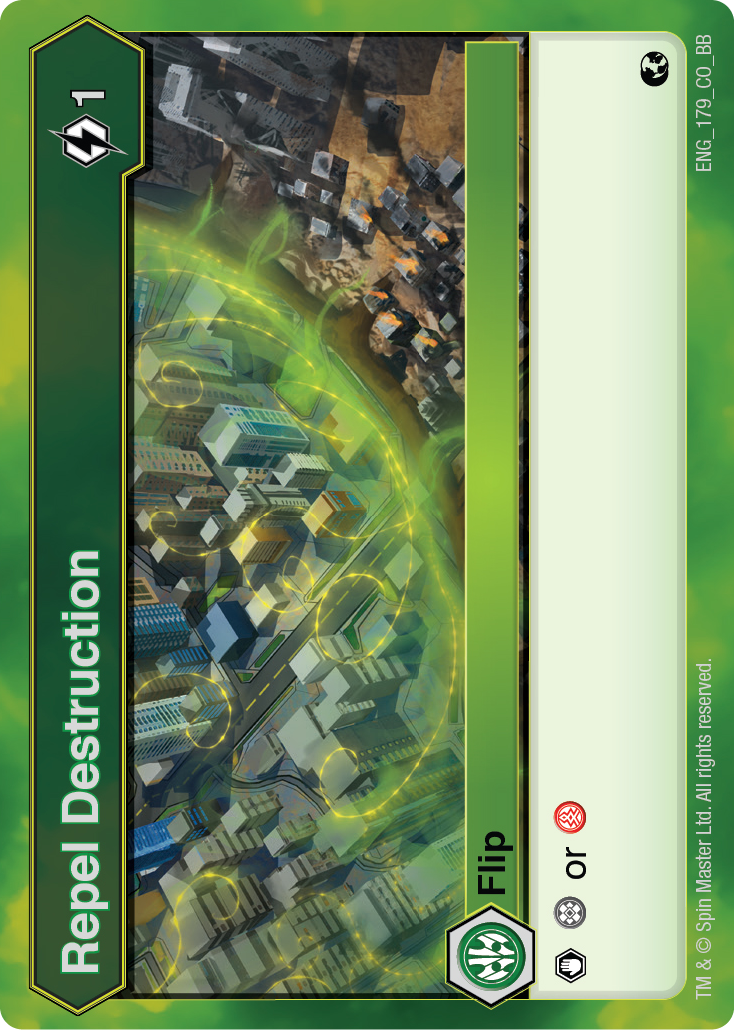 Repel Destruction
1
Flip
or
TM & © Spin Master Ltd. All rights reserved.
ENG_179_CO_BB